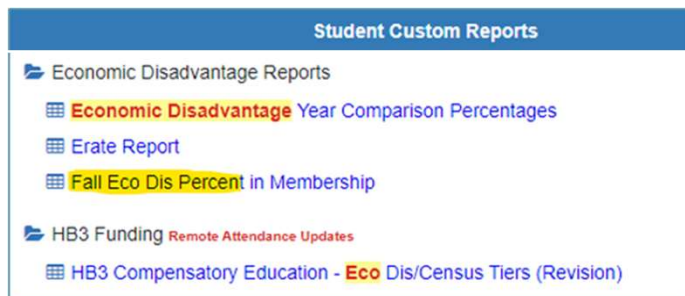 Student Custom Reports
Economic Disadvantage Reports
Economic Disadvantage Year Comparison Percentages
Erate Report
Fall Eco Dis Percent in Membership
HB3 Funding Remote Attendance Updates
HB3 Compensatory Education - Eco Dis/Census Tiers (Revision)